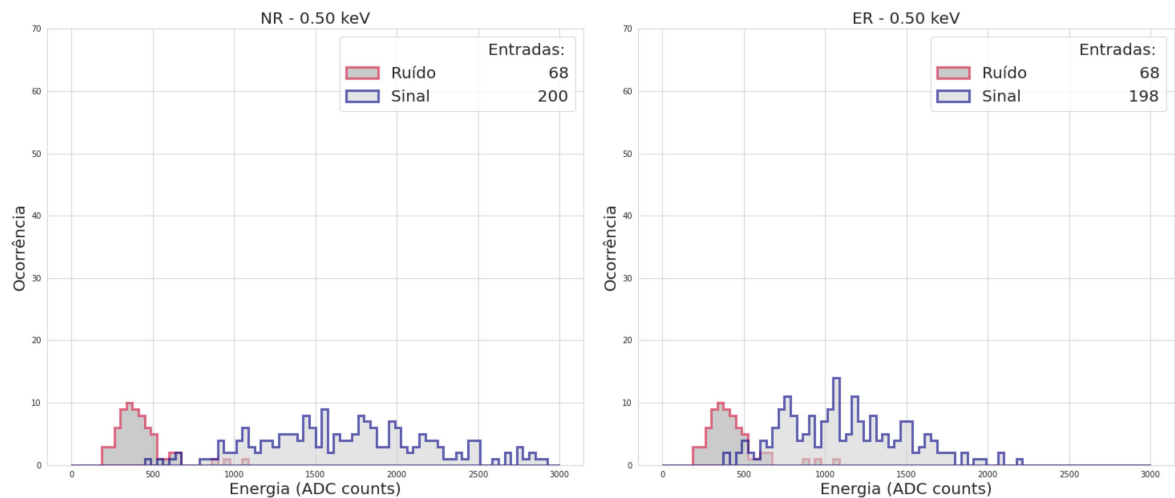 NR - 0.50 keV
70
60
50
40
30
20
10
0
Ocorrência
Entradas:
Ruído 68
Sinal 200
0 500 1000 1500 2000 2500 3000
Energia (ADC counts)
ER - 0.50 keV
70
60
50
40
30
20
10
0
Ocorrência
Entradas:
Ruído 68
Sinal 198
0 500 1000 1500 2000 2500 3000
Energia (ADC counts)